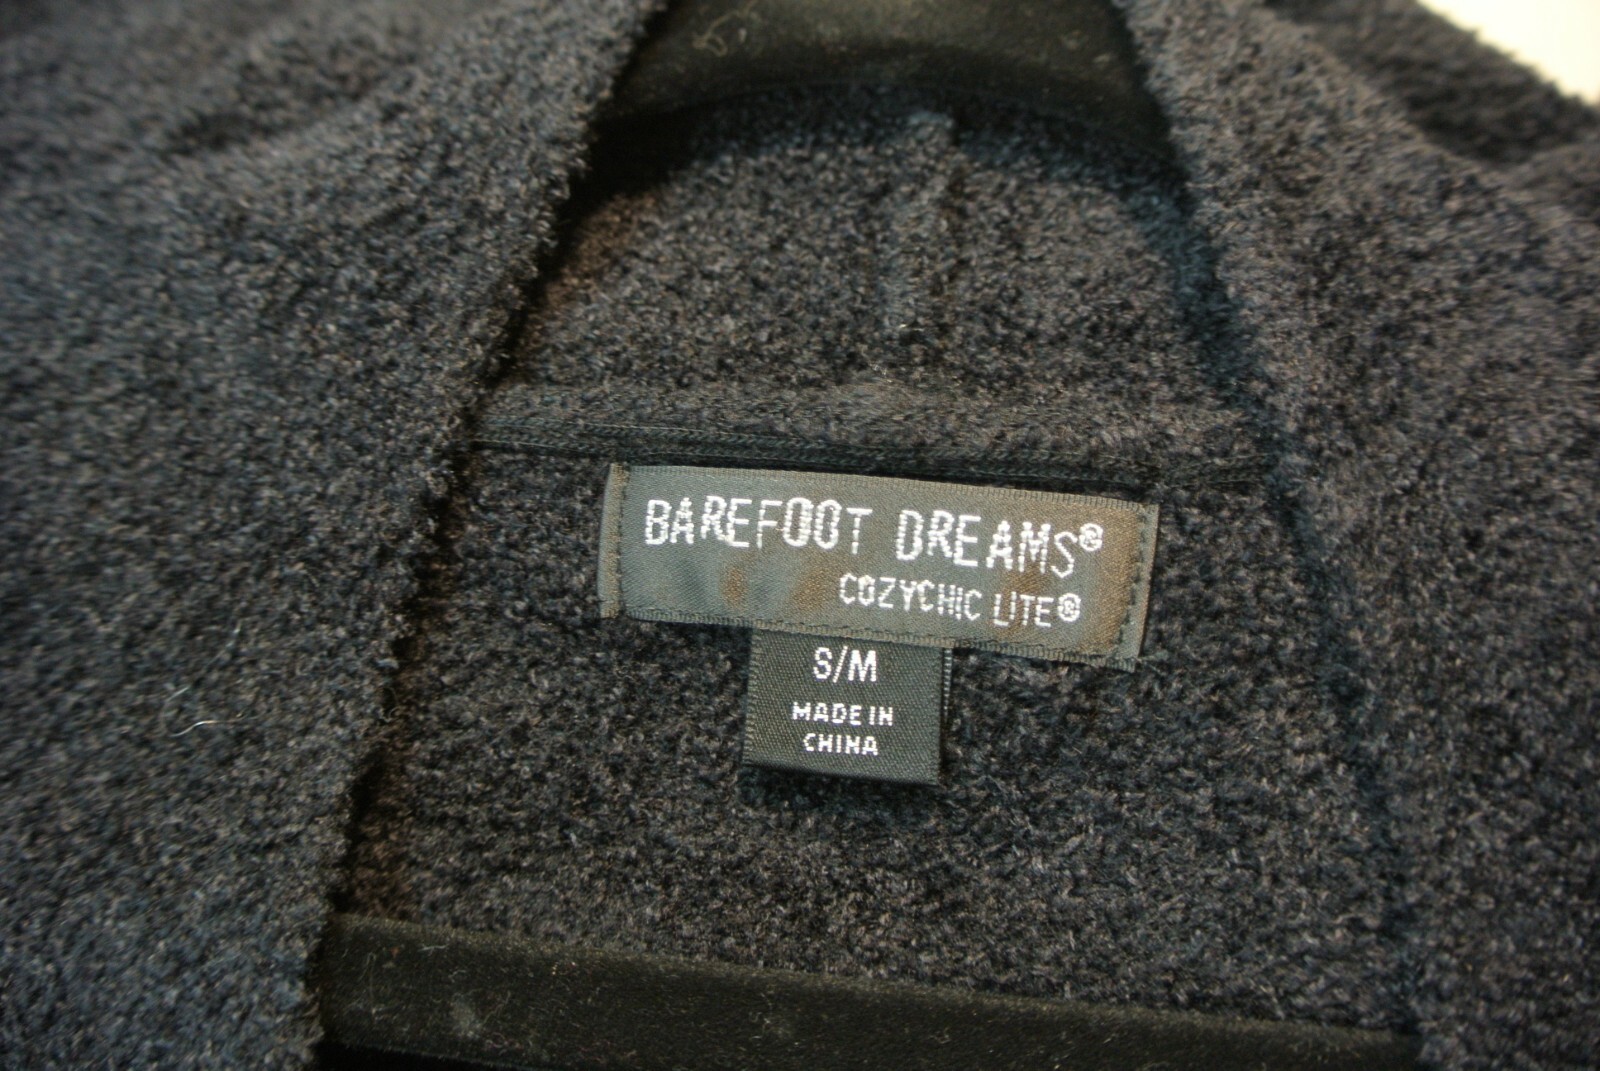 BAREFOOT DREAMS®
COZYCHIC LITE®
S/M
MADE IN
CHINA